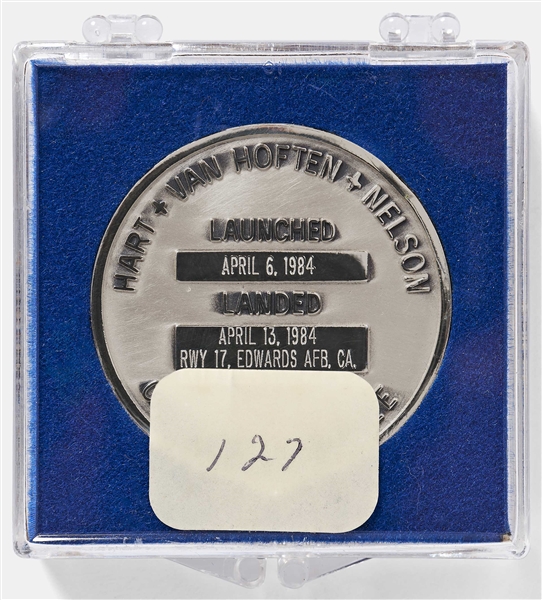 HART + VAN HOFTEN + NELSON
LAUNCHED
APRIL 6, 1984
LANDED
APRIL 13, 1984
RWY 17, EDWARDS AFB, CA.
127